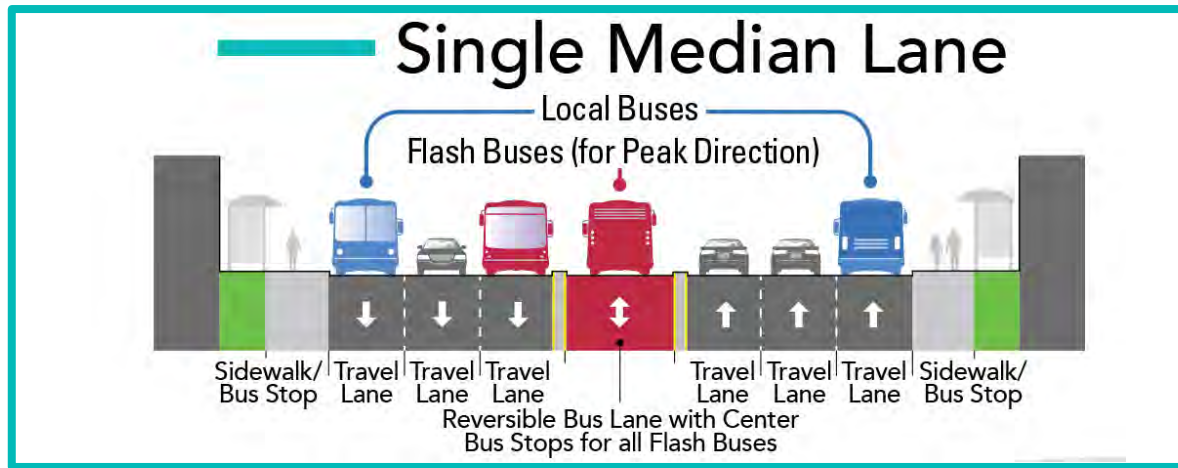 Single Median Lane
Local Buses
Flash Buses (for Peak Direction)
Sidewalk/
Bus Stop
Travel
Lane
Travel
Lane
Travel
Lane
Reversible Bus Lane with Center
Bus Stops for all Flash Buses
Travel
Lane
Travel
Lane
Travel
Lane
Sidewalk/
Bus Stop